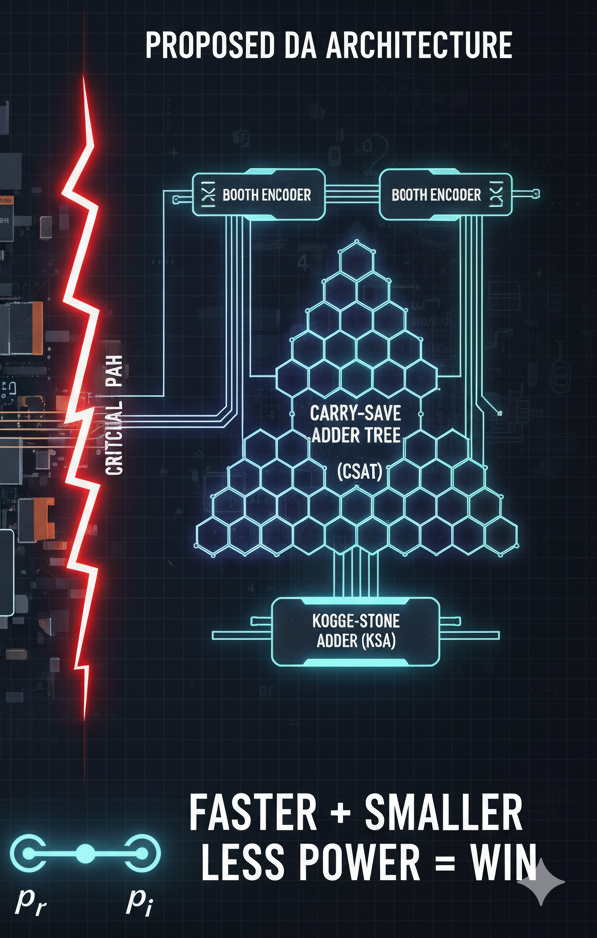 PROPOSED DA ARCHITECTURE
BOOTH ENCODER
BOOTH ENCODER
CRITCUAL PAH
CARRY-SAVE
ADDER TREE
(CSAT)
KOGGE-STONE
ADDER (KSA)
FASTER + SMALLER
LESS POWER = WIN
pr
pi